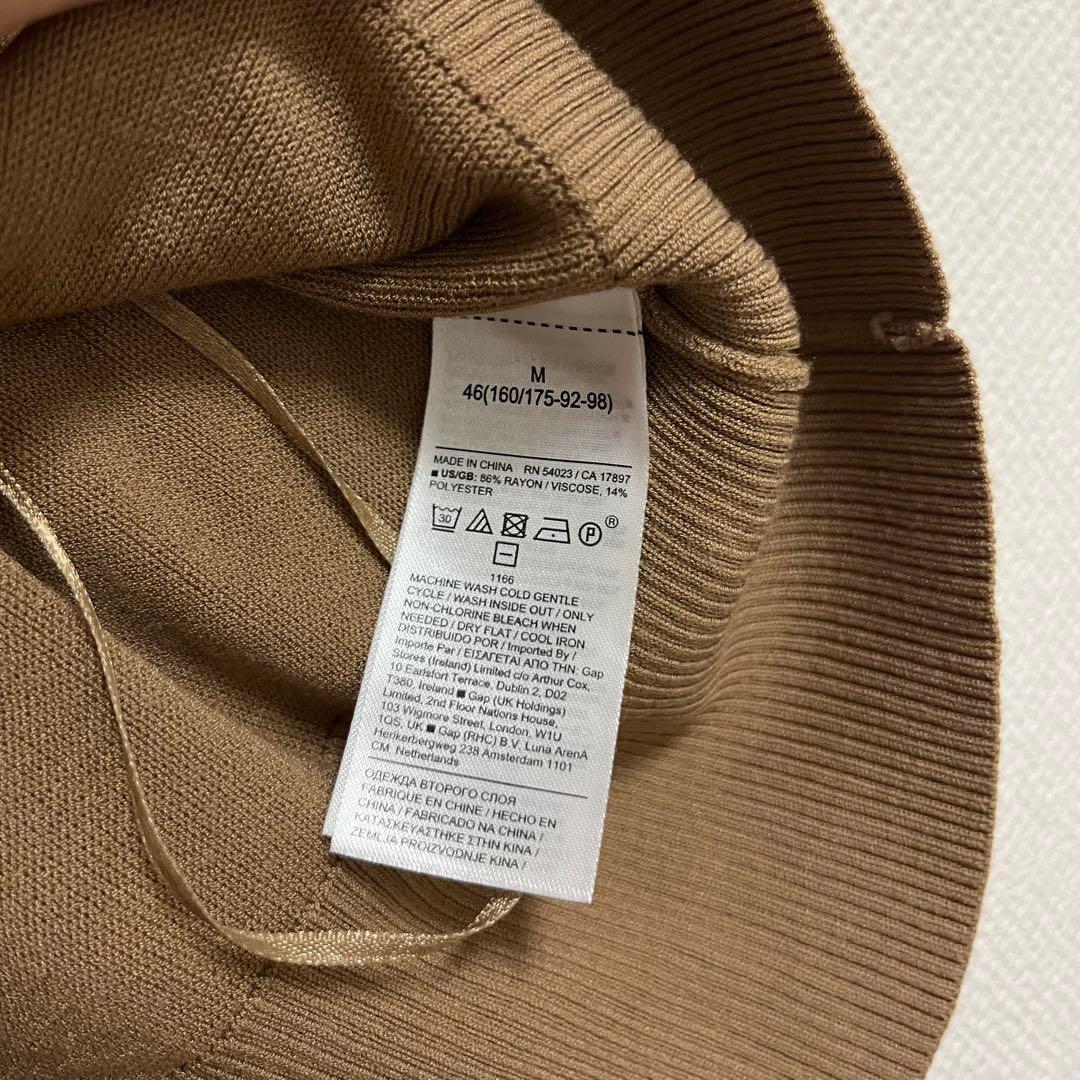 M
46(160/175-92-98)
MADE IN CHINA RN 54023 / CA 17897
■ US/GB: 86% RAYON / VISCOSE, 14%
POLYESTER
30
P
®
1166
MACHINE WASH COLD GENTLE
CYCLE / WASH INSIDE OUT / ONLY
NON-CHLORINE BLEACH WHEN
NEEDED / DRY FLAT / COOL IRON
DISTRIBUIDO POR / Imported By /
Importe Par / ΕΙΣΑΓΕΤΑΙ ΑΠΟ ΤΗΝ: Gap
Stores (Ireland) Limited c/o Arthur Cox,
10 Earlsfort Terrace, Dublin 2, D02
T380, Ireland ■ Gap (UK Holdings)
Limited, 2nd Floor Nations House,
103 Wigmore Street, London, W1U
1QS, UK ■ Gap (RHC) B.V. Luna ArenA
Herikerbergweg 238 Amsterdam 1101
CM, Netherlands
ОДЕЖДА ВТОРОГО СЛОЯ
FABRIQUE EN CHINE / HECHO EN
CHINA / FABRICADO NA CHINA /
ΚΑΤΑΣΚΕΥΑΣΤΗΚΕ ΣΤΗΝ ΚΙΝΑ /
ZEMLJA PROIZVODNJE KINA /